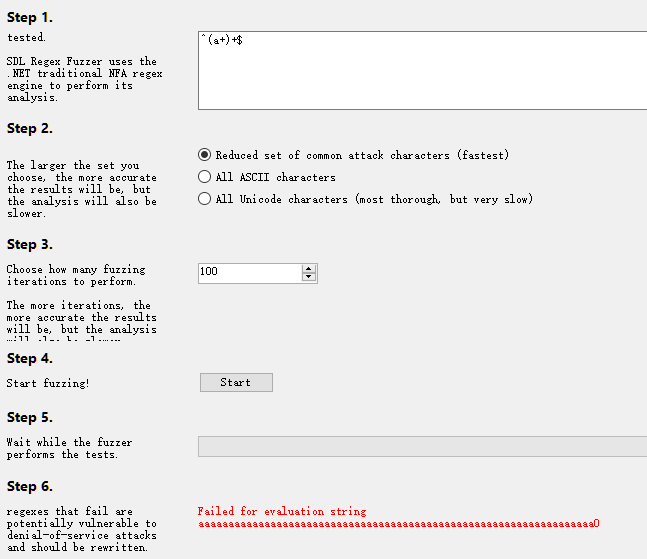 Step 1.
tested.
SDL Regex Fuzzer uses the
.NET traditional NFA regex
engine to perform its
analysis.
^(a+)+$
Step 2.
The larger the set you
choose, the more accurate
the results will be, but
the analysis will also be
slower.
Reduced set of common attack characters (fastest)
All ASCII characters
All Unicode characters (most thorough, but very slow)
Step 3.
Choose how many fuzzing
iterations to perform.
The more iterations, the
more accurate the results
will be, but the analysis
will also be slower.
100
Step 4.
Start fuzzing!
Start
Step 5.
Wait while the fuzzer
performs the tests.
Step 6.
regexes that fail are
potentially vulnerable to
denial-of-service attacks
and should be rewritten.
Failed for evaluation string
aaaaaaaaaaaaaaaaaaaaaaaaaaaaaaaaaaaaaaaaaaaaaaaaaaaaaaaaaaaaaaaaaa0